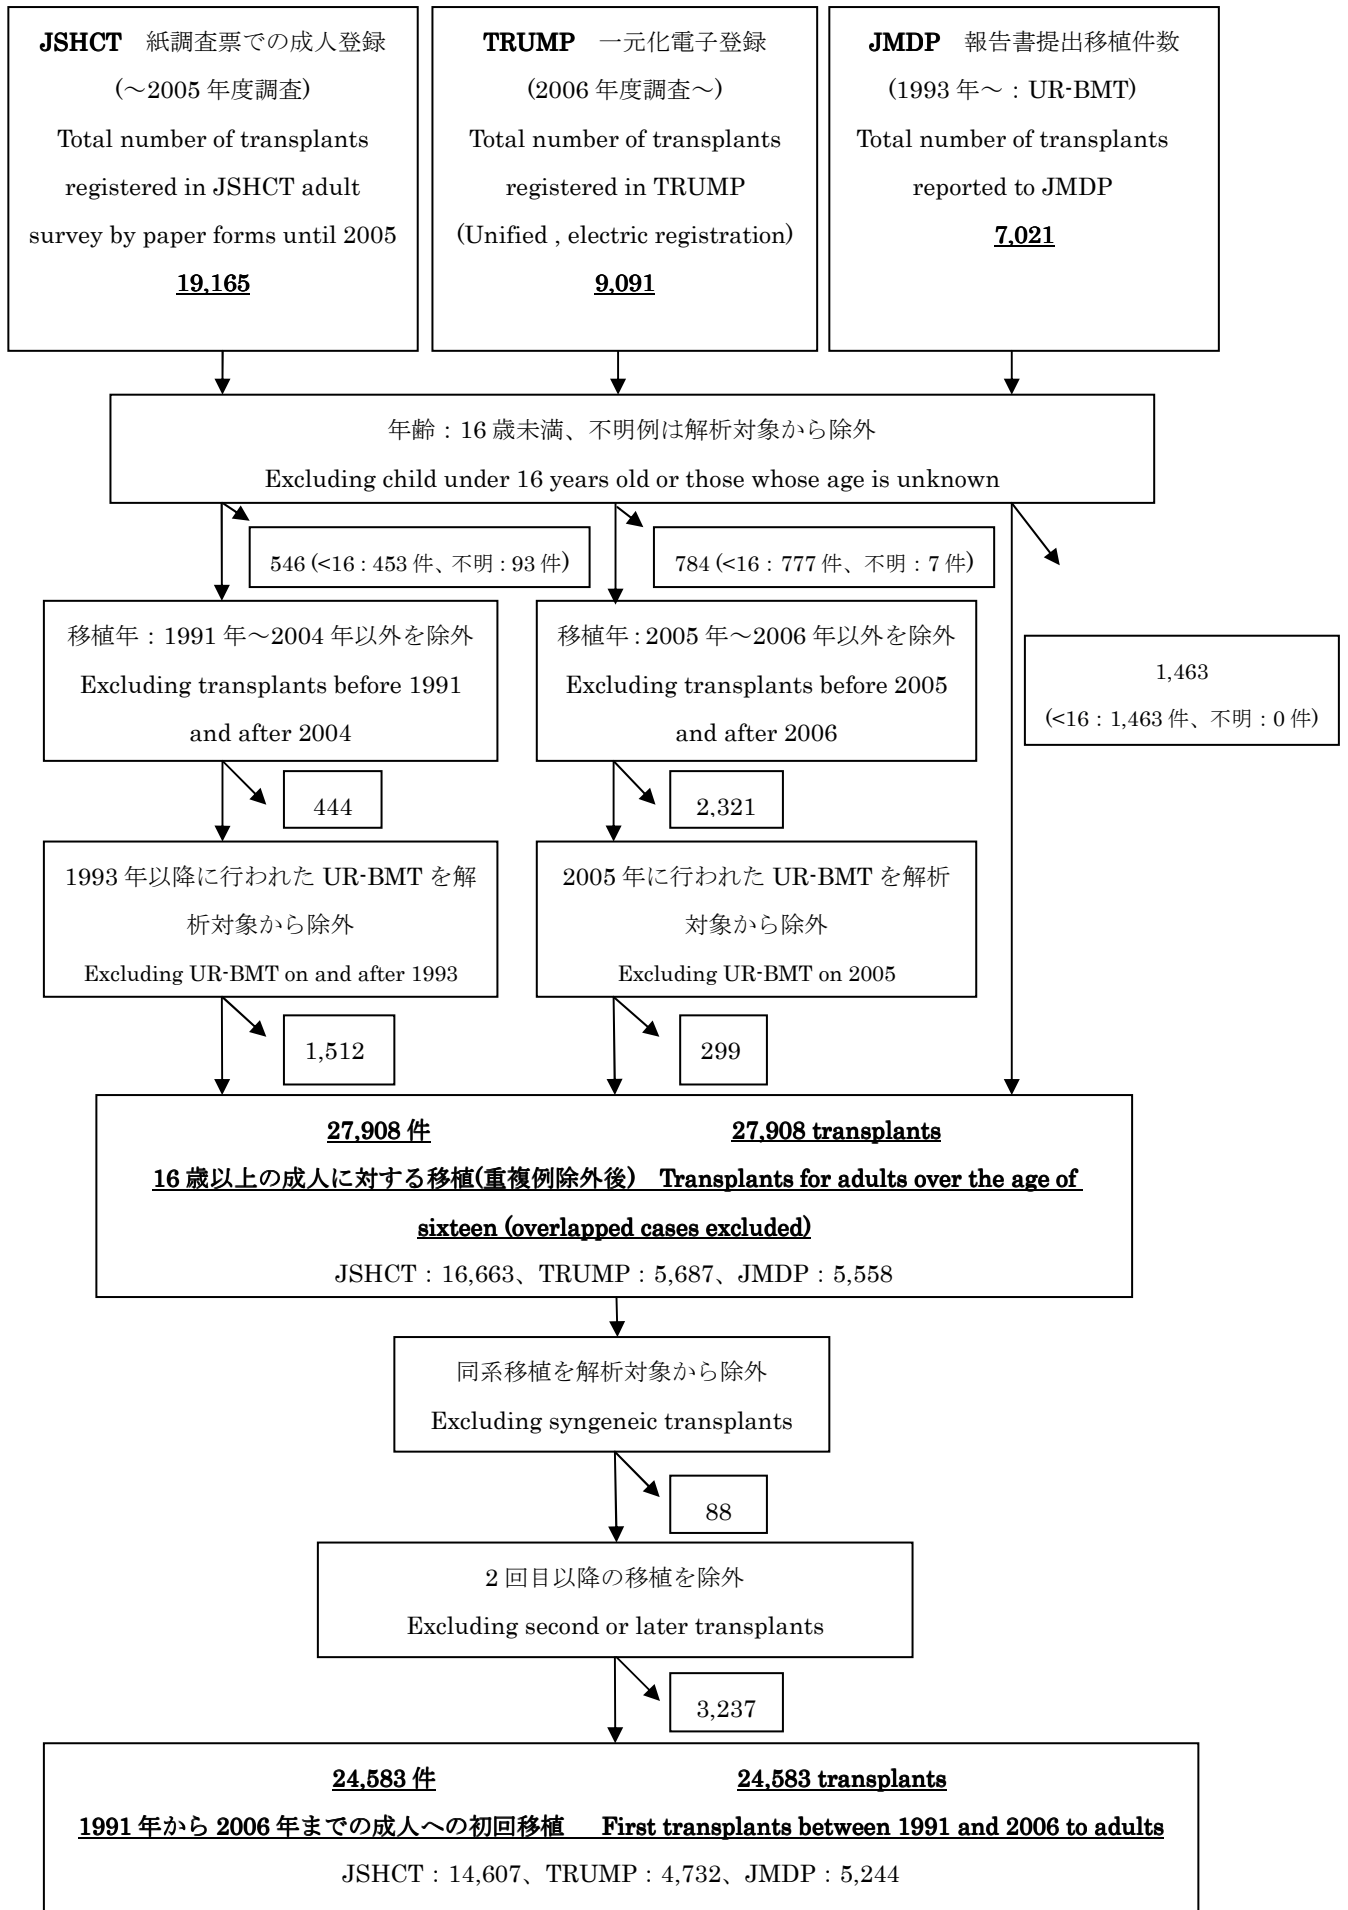 JSHCT　紙調査票での成人登録
(～2005 年度調査)
Total number of transplants
registered in JSHCT adult
survey by paper forms until 2005
19,165
TRUMP　一元化電子登録
(2006 年度調査～)
Total number of transplants
registered in TRUMP
(Unified , electric registration)
9,091
JMDP　報告書提出移植件数
(1993 年～：UR-BMT)
Total number of transplants
reported to JMDP
7,021
年齢：16 歳未満、不明例は解析対象から除外
Excluding child under 16 years old or those whose age is unknown
546 (<16：453 件、不明：93 件)
784 (<16：777 件、不明：7 件)
1,463
(<16：1,463 件、不明：0 件)
移植年：1991 年～2004 年以外を除外
Excluding transplants before 1991
and after 2004
移植年：2005 年～2006 年以外を除外
Excluding transplants before 2005
and after 2006
444
2,321
1993 年以降に行われた UR-BMT を解
析対象から除外
Excluding UR-BMT on and after 1993
2005 年に行われた UR-BMT を解析
対象から除外
Excluding UR-BMT on 2005
1,512
299
27,908 件　27,908 transplants
16 歳以上の成人に対する移植(重複例除外後)　Transplants for adults over the age of
sixteen (overlapped cases excluded)
JSHCT：16,663、TRUMP：5,687、JMDP：5,558
同系移植を解析対象から除外
Excluding syngeneic transplants
88
2 回目以降の移植を除外
Excluding second or later transplants
3,237
24,583 件　24,583 transplants
1991 年から 2006 年までの成人への初回移植　First transplants between 1991 and 2006 to adults
JSHCT：14,607、TRUMP：4,732、JMDP：5,244